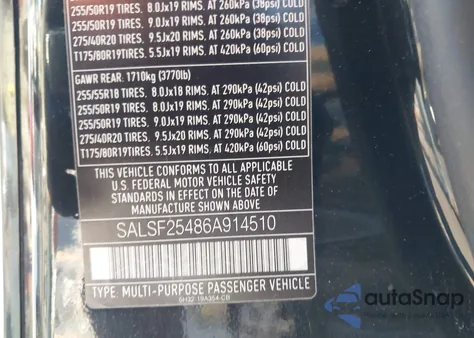 255/50R19 TIRES, 8.0Jx19 RIMS, AT 260kPa (38psi) COLD
255/50R19 TIRES, 9.0Jx19 RIMS, AT 260kPa (38psi) COLD
275/40R20 TIRES, 9.5Jx20 RIMS, AT 260kPa (38psi) COLD
T175/80R19TIRES, 5.5Jx19 RIMS, AT 420kPa (60psi) COLD
GAWR REAR: 1710kg (3770lb)
255/55R18 TIRES, 8.0Jx18 RIMS, AT 290kPa (42psi) COLD
255/50R19 TIRES, 8.0Jx19 RIMS, AT 290kPa (42psi) COLD
255/50R19 TIRES, 9.0Jx19 RIMS, AT 290kPa (42psi) COLD
275/40R20 TIRES, 9.5Jx20 RIMS, AT 290kPa (42psi) COLD
T175/80R19TIRES, 5.5Jx19 RIMS, AT 420kPa (60psi) COLD
THIS VEHICLE CONFORMS TO ALL APPLICABLE
U.S. FEDERAL MOTOR VEHICLE SAFETY
STANDARDS IN EFFECT ON THE DATE OF
MANUFACTURE SHOWN ABOVE.
SALSF25486A914510
TYPE: MULTI-PURPOSE PASSENGER VEHICLE
SH22-19A354-CB
autoSnap